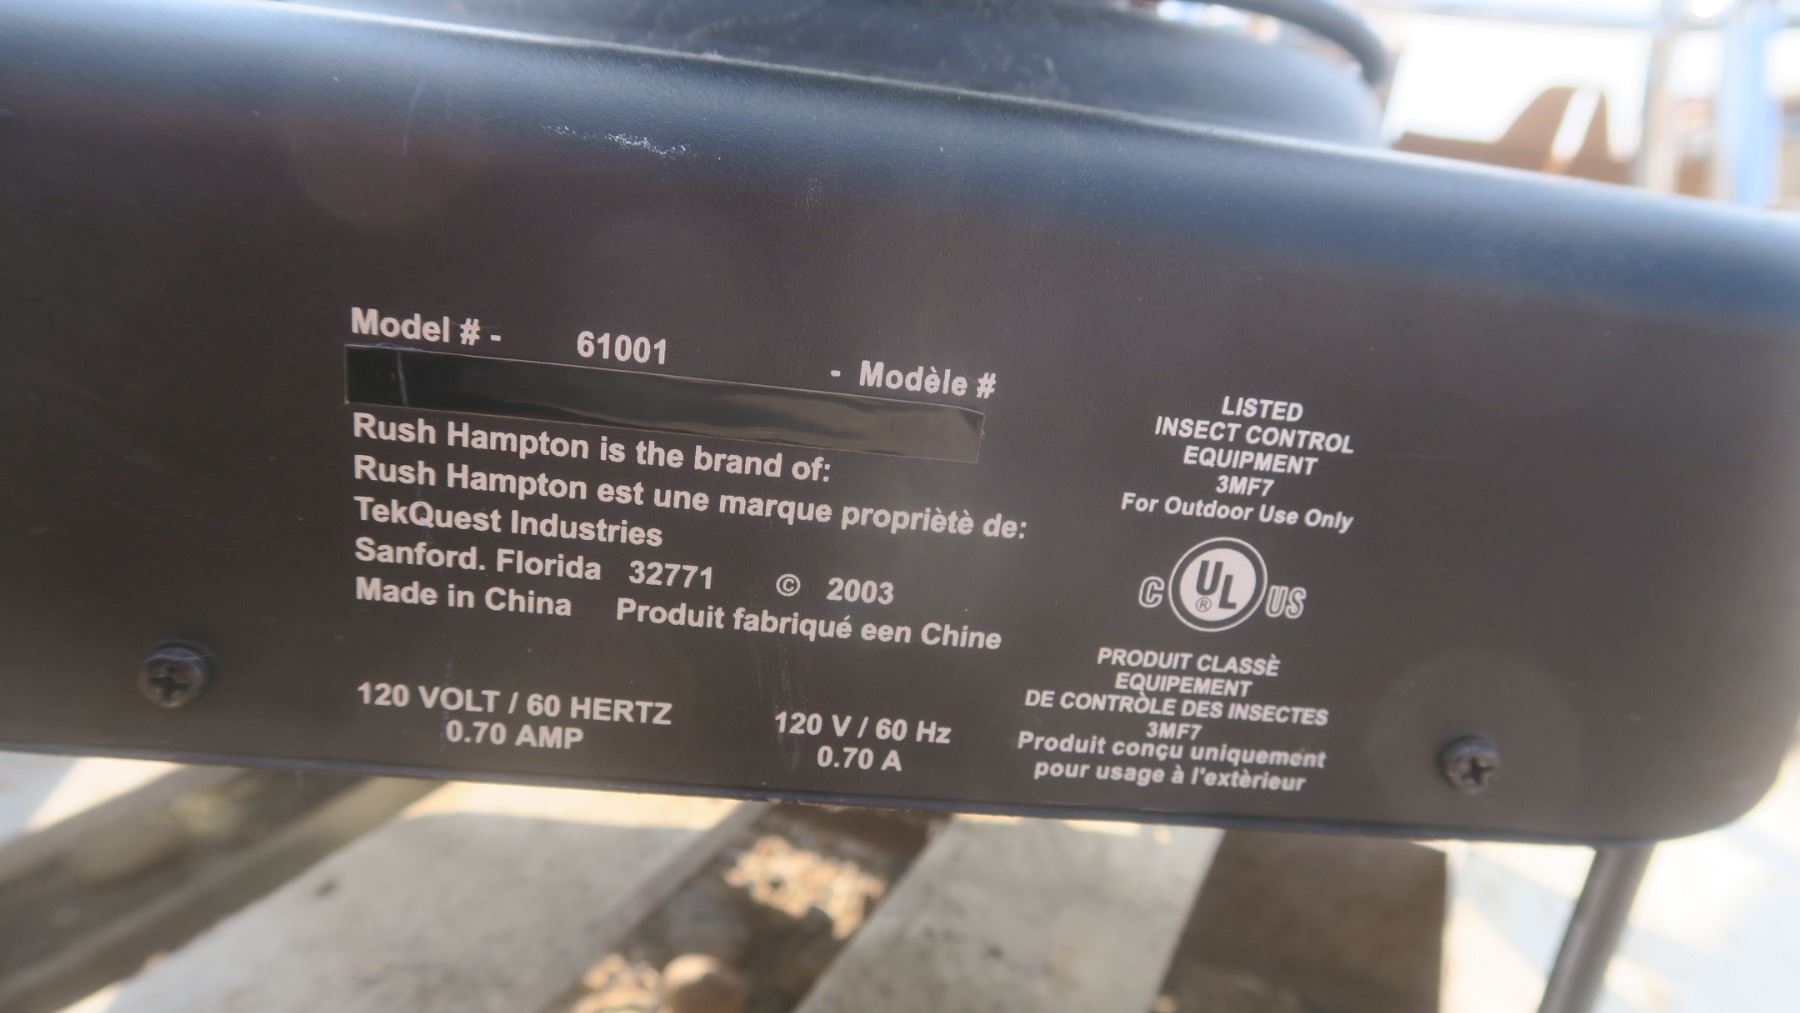 Model # - 61001 - Modèle #
Rush Hampton is the brand of:
Rush Hampton est une marque propriètè de:
TekQuest Industries
Sanford. Florida 32771 © 2003
Made in China Produit fabriqué een Chine
120 VOLT / 60 HERTZ
0.70 AMP
120 V / 60 Hz
0.70 A
LISTED
INSECT CONTROL
EQUIPMENT
3MF7
For Outdoor Use Only
C UL ® US
PRODUIT CLASSÈ
EQUIPEMENT
DE CONTRÒLE DES INSECTES
3MF7
Produit conçu uniquement
pour usage à l'extèrieur